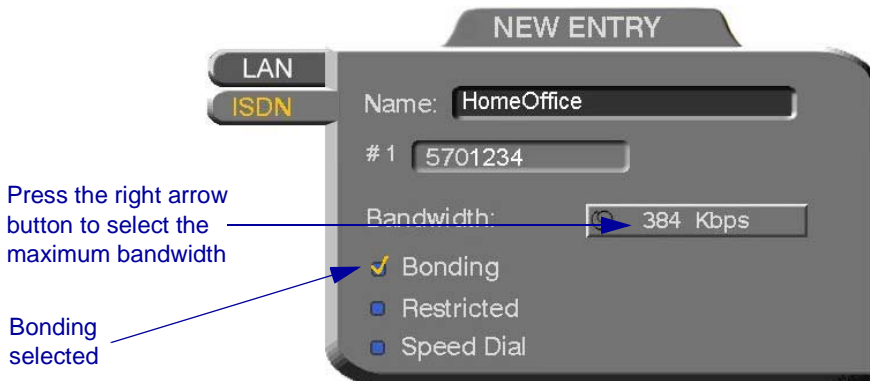 NEW ENTRY
LAN
ISDN
Name: HomeOffice
#1 5701234
Press the right arrow
button to select the
maximum bandwidth
Bandwidth: 384 Kbps
Bonding
Restricted
Speed Dial
Bonding
selected